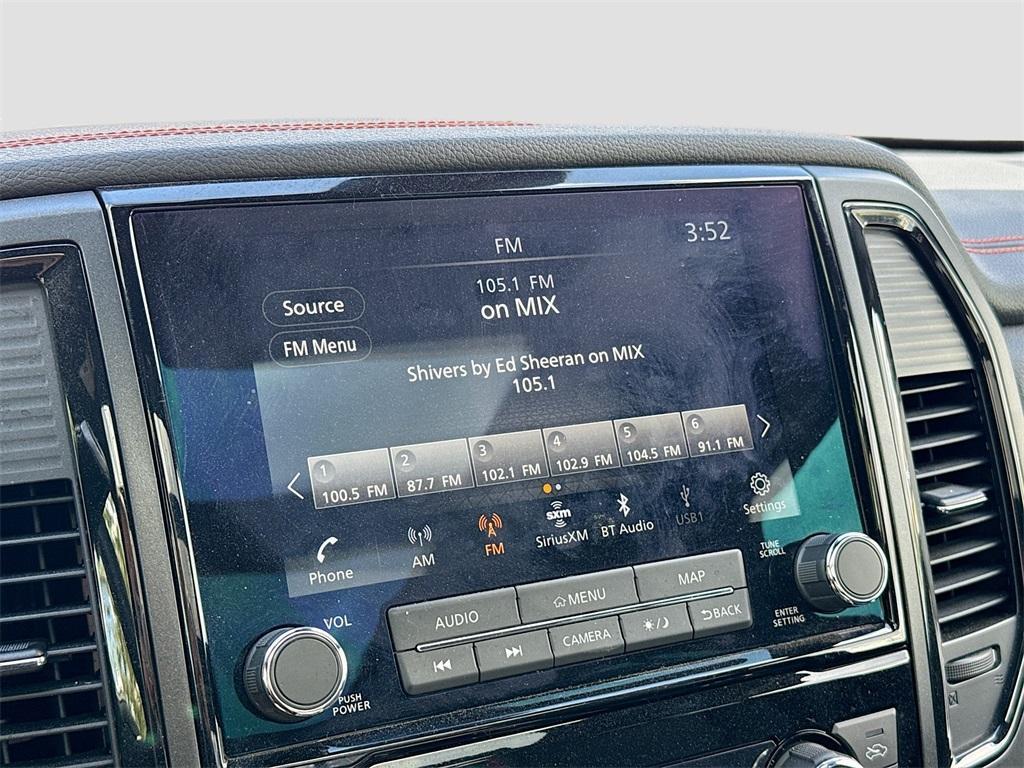 FM
3:52
105.1 FM
on MIX
Source
FM Menu
Shivers by Ed Sheeran on MIX
105.1
1 2 3 4 5 6
100.5 FM 87.7 FM 102.1 FM 102.9 FM 104.5 FM 91.1 FM
Phone AM FM sxm SiriusXM BT Audio USB1 Settings
VOL
PUSH
POWER
AUDIO MENU MAP
CAMERA BACK
TUNE
SCROLL
ENTER
SETTING